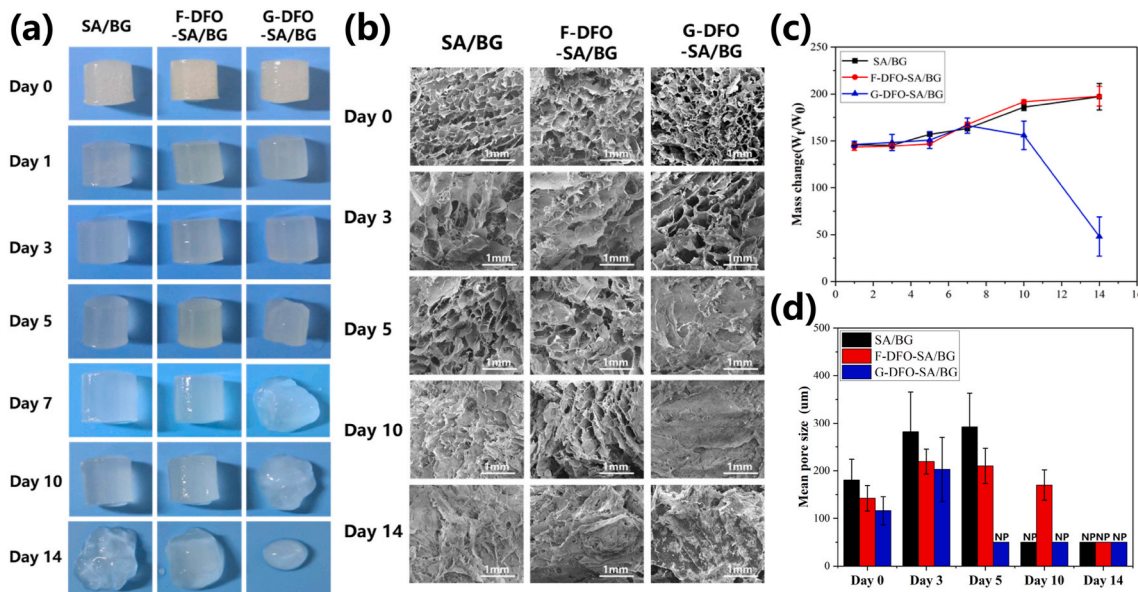 (a)
SA/BG
F-DFO
-SA/BG
G-DFO
-SA/BG
Day 0
Day 1
Day 3
Day 5
Day 7
Day 10
Day 14
(b)
SA/BG
F-DFO
-SA/BG
G-DFO
-SA/BG
Day 0
1mm 1mm 1mm
Day 3
1mm 1mm 1mm
Day 5
1mm 1mm 1mm
Day 10
1mm 1mm 1mm
Day 14
1mm 1mm 1mm
(c)
250
200
150
100
50
0
Mass change(Wt/W0)
SA/BG
F-DFO-SA/BG
G-DFO-SA/BG
0 2 4 6 8 10 12 14 16
(d)
500
400
300
200
100
0
Mean pore size (um)
SA/BG
F-DFO-SA/BG
G-DFO-SA/BG
NP NP NP NP NP NP
Day 0 Day 3 Day 5 Day 10 Day 14